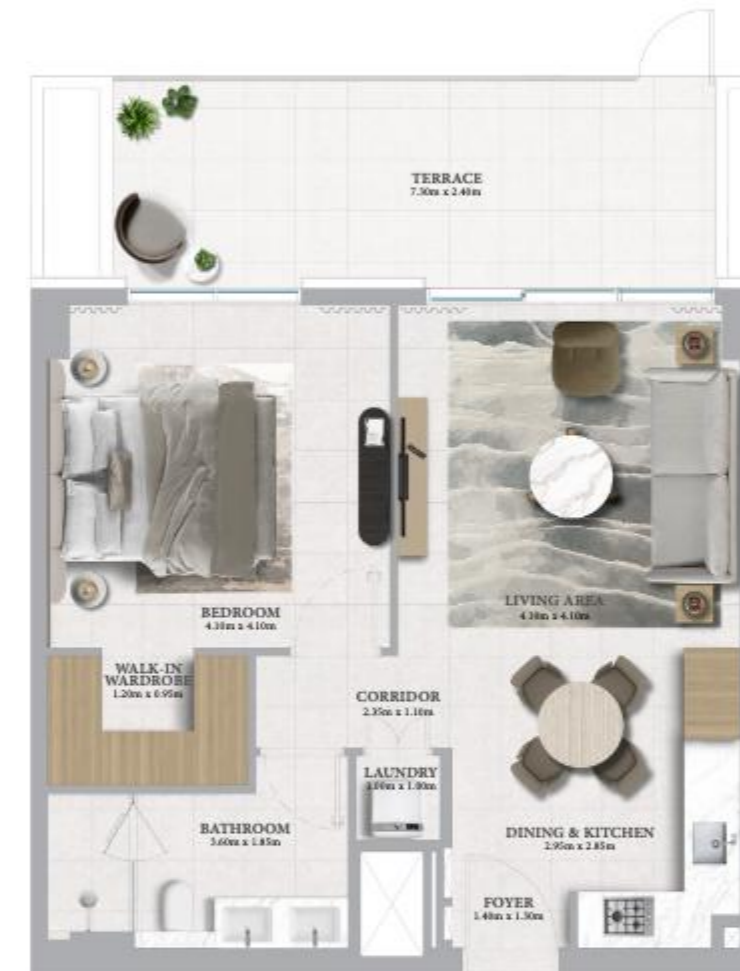 TERRACE
7.30m x 2.40m
BEDROOM
4.10m x 4.10m
LIVING AREA
4.30m x 4.10m
WALK-IN
WARDROBE
1.20m x 0.95m
CORRIDOR
2.35m x 1.10m
LAUNDRY
1.00m x 1.00m
BATHROOM
3.60m x 1.85m
DINING & KITCHEN
2.95m x 2.85m
FOYER
1.40m x 1.30m